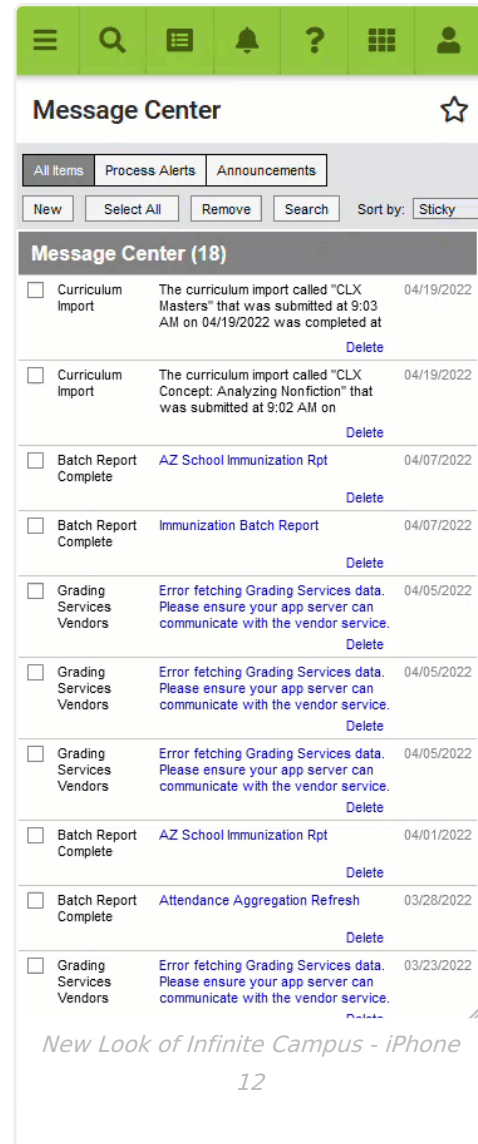 ?
Message Center
All Items Process Alerts Announcements
New Select All Remove Search Sort by: Sticky
Message Center (18)
Curriculum Import
The curriculum import called "CLX
Masters" that was submitted at 9:03
AM on 04/19/2022 was completed at
04/19/2022
Delete
Curriculum Import
The curriculum import called "CLX
Concept: Analyzing Nonfiction" that
was submitted at 9:02 AM on
04/19/2022
Delete
Batch Report Complete
AZ School Immunization Rpt
04/07/2022
Delete
Batch Report Complete
Immunization Batch Report
04/07/2022
Delete
Grading Services Vendors
Error fetching Grading Services data.
Please ensure your app server can
communicate with the vendor service.
04/05/2022
Delete
Grading Services Vendors
Error fetching Grading Services data.
Please ensure your app server can
communicate with the vendor service.
04/05/2022
Delete
Grading Services Vendors
Error fetching Grading Services data.
Please ensure your app server can
communicate with the vendor service.
04/05/2022
Delete
Batch Report Complete
AZ School Immunization Rpt
04/01/2022
Delete
Batch Report Complete
Attendance Aggregation Refresh
03/28/2022
Delete
Grading Services Vendors
Error fetching Grading Services data.
Please ensure your app server can
communicate with the vendor service.
03/23/2022
New Look of Infinite Campus - iPhone
12